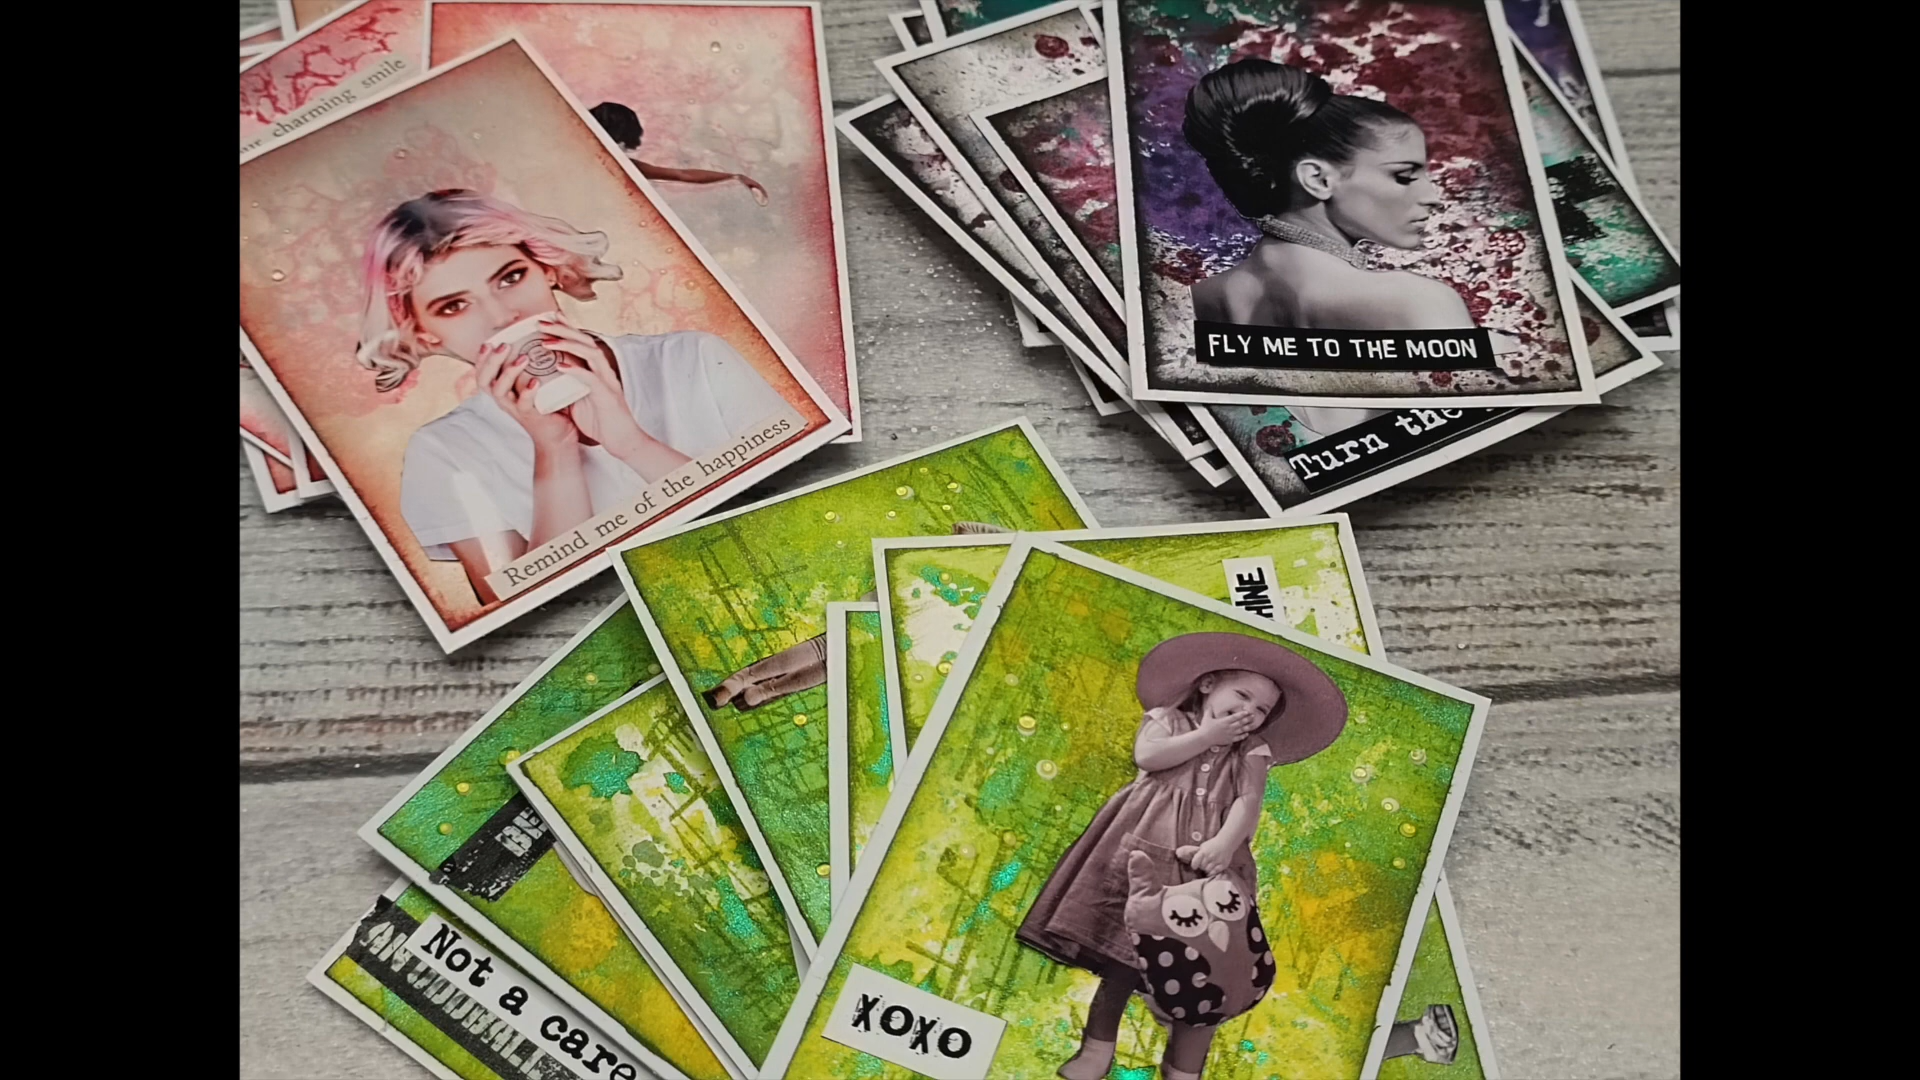 charming smile
Remind me of the happiness
FLY ME TO THE MOON
Turn the
XOXO
Not a care